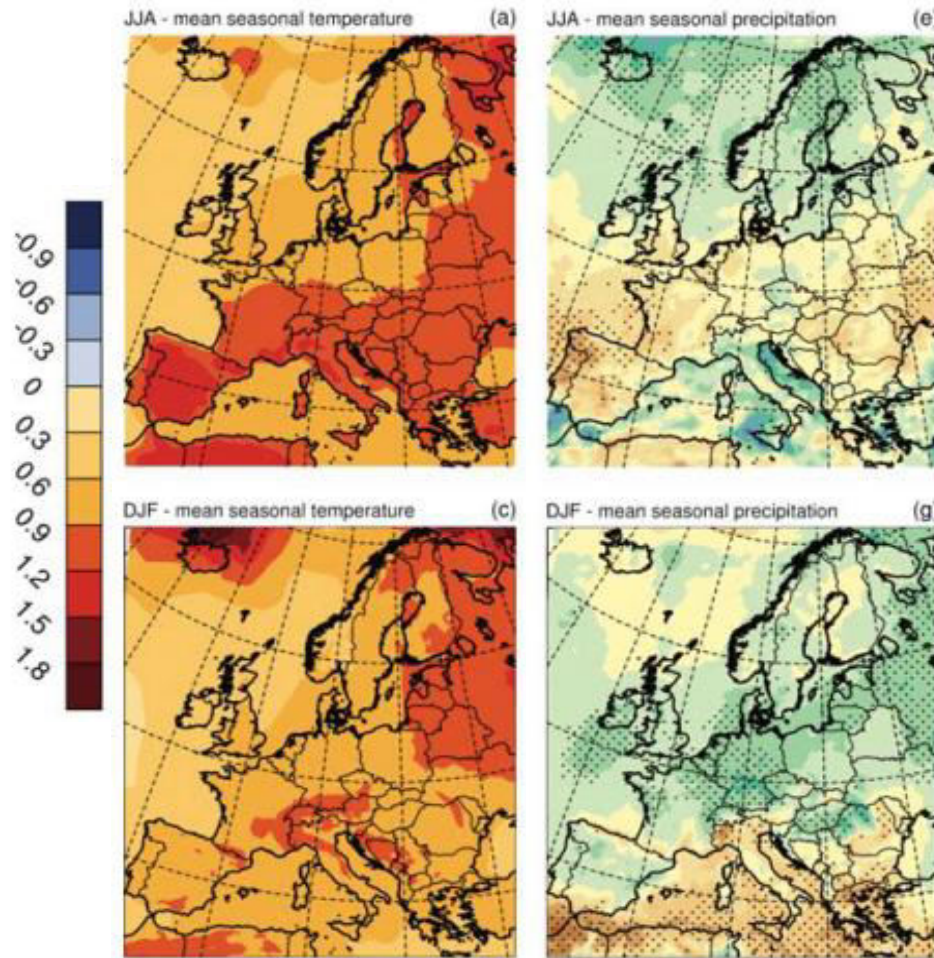 JJA - mean seasonal temperature (a)
JJA - mean seasonal precipitation (e)
-0.9
-0.6
-0.3
0
0.3
0.6
0.9
1.2
1.5
1.8
DJF - mean seasonal temperature (c)
DJF - mean seasonal precipitation (g)